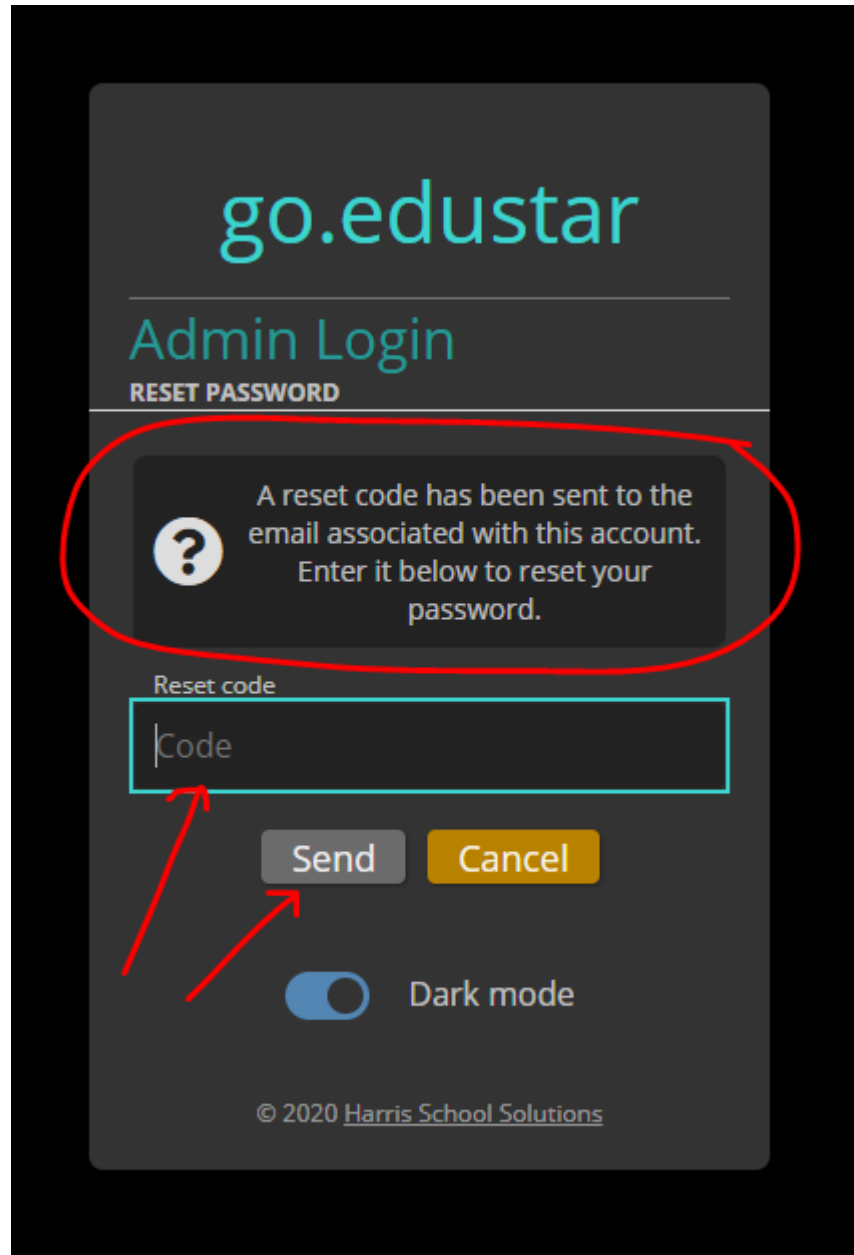 go.edustar
Admin Login
RESET PASSWORD
A reset code has been sent to the
email associated with this account.
Enter it below to reset your
password.
Reset code
Code
Send Cancel
Dark mode
© 2020 Harris School Solutions